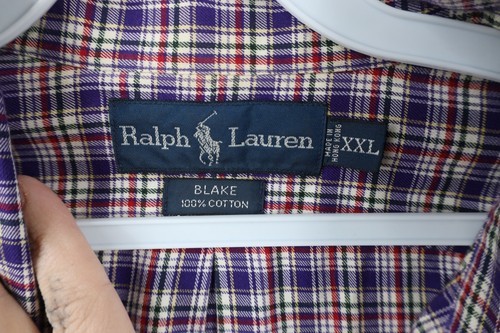 Ralph Lauren
MADE IN
HONG KONG
XXL
BLAKE
100% COTTON